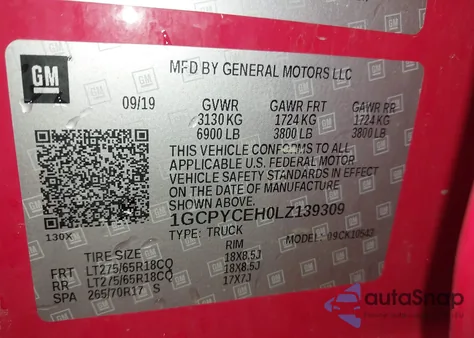 GM
MFD BY GENERAL MOTORS LLC
09/19 GVWR GAWR FRT GAWR RR
3130 KG 1724 KG 1724 KG
6900 LB 3800 LB 3800 LB
THIS VEHICLE CONFORMS TO ALL
APPLICABLE U.S. FEDERAL MOTOR
VEHICLE SAFETY STANDARDS IN EFFECT
ON THE DATE OF MANUFACTURE
SHOWN ABOVE.
1GCPYCEH0LZ139309
130X TYPE: TRUCK MODEL:
TIRE SIZE RIM
FRT LT275/65R18CQ 18X8.5J
RR LT275/65R18CQ 18X8.5J
SPA 265/70R17 S 17X7J
autoSnap